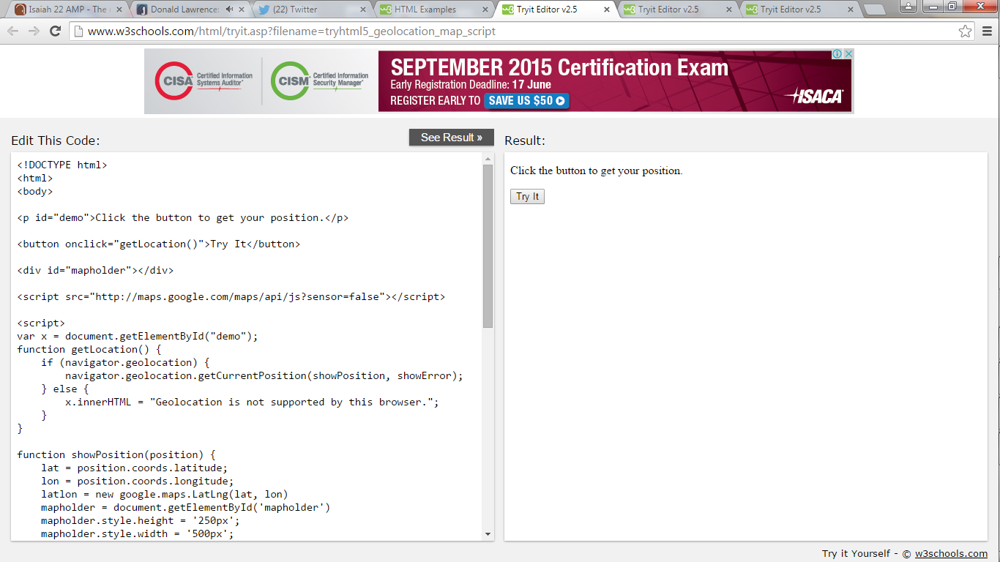 Isaiah 22 AMP - The
Donald Lawrence:
(22) Twitter
HTML Examples
Tryit Editor v2.5
Tryit Editor v2.5
Tryit Editor v2.5
www.w3schools.com/html/tryit.asp?filename=tryhtml5_geolocation_map_script
CISA Certified Information Systems Auditor
CISM Certified Information Security Manager
SEPTEMBER 2015 Certification Exam
Early Registration Deadline: 17 June
REGISTER EARLY TO SAVE US $50
ISACA
Edit This Code:
See Result »
<!DOCTYPE html>
<html>
<body>
<p id="demo">Click the button to get your position.</p>
<button onclick="getLocation()">Try It</button>
<div id="mapholder"></div>
<script src="http://maps.google.com/maps/api/js?sensor=false"></script>
<script>
var x = document.getElementById("demo");
function getLocation() {
    if (navigator.geolocation) {
        navigator.geolocation.getCurrentPosition(showPosition, showError);
    } else {
        x.innerHTML = "Geolocation is not supported by this browser.";
    }
}
function showPosition(position) {
    lat = position.coords.latitude;
    lon = position.coords.longitude;
    latlon = new google.maps.LatLng(lat, lon)
    mapholder = document.getElementById('mapholder')
    mapholder.style.height = '250px';
    mapholder.style.width = '500px';
Result:
Click the button to get your position.
Try It
Try it Yourself - © w3schools.com